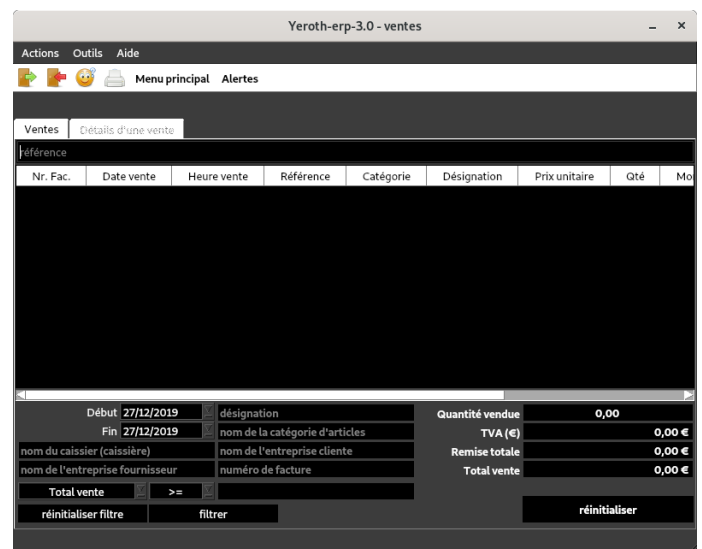 Yeroth-erp-3.0 - ventes
Actions Outils Aide
Menu principal Alertes
Ventes Détails d'une vente
référence
Nr. Fac. Date vente Heure vente Référence Catégorie Désignation Prix unitaire Qté Mo
Début 27/12/2019 désignation Quantité vendue 0,00
Fin 27/12/2019 nom de la catégorie d'articles TVA (€) 0,00 €
nom du caissier (caissière) nom de l'entreprise cliente Remise totale 0,00 €
nom de l'entreprise fournisseur numéro de facture Total vente 0,00 €
Total vente >=
réinitialiser filtre filtrer réinitialiser